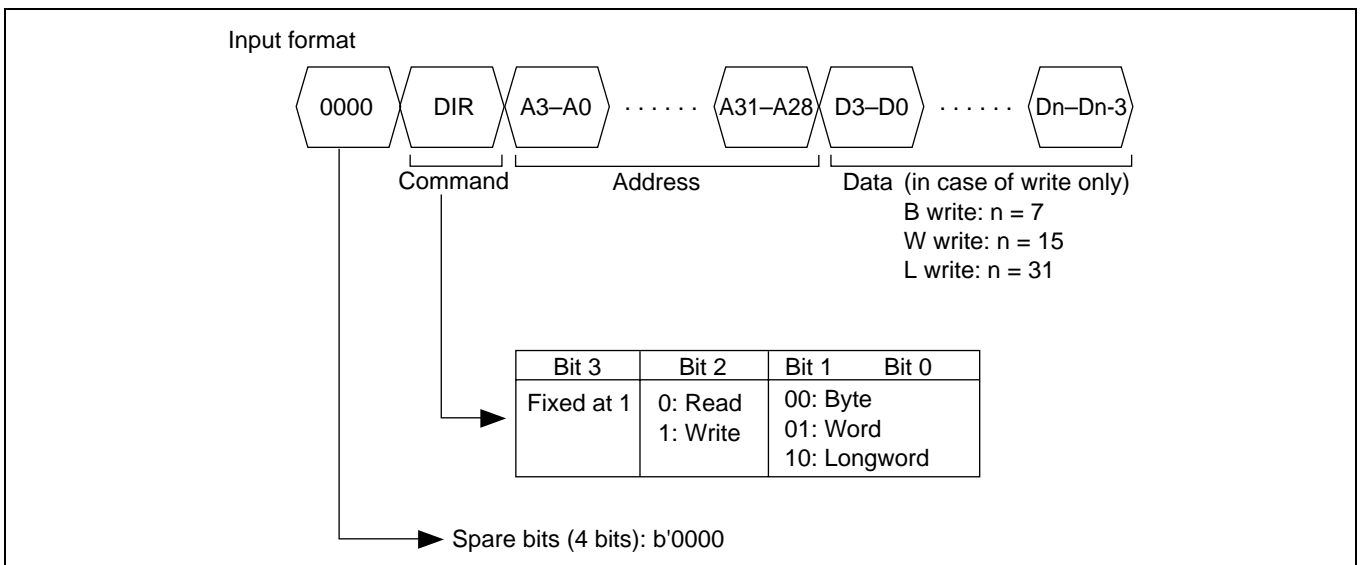 Input format
0000 DIR A3–A0 · · · · · · A31–A28 D3–D0 · · · · · · Dn–Dn-3
Command Address Data (in case of write only)
B write: n = 7
W write: n = 15
L write: n = 31
Bit 3 Bit 2 Bit 1 Bit 0
Fixed at 1 0: Read 00: Byte
1: Write 01: Word
10: Longword
Spare bits (4 bits): b'0000